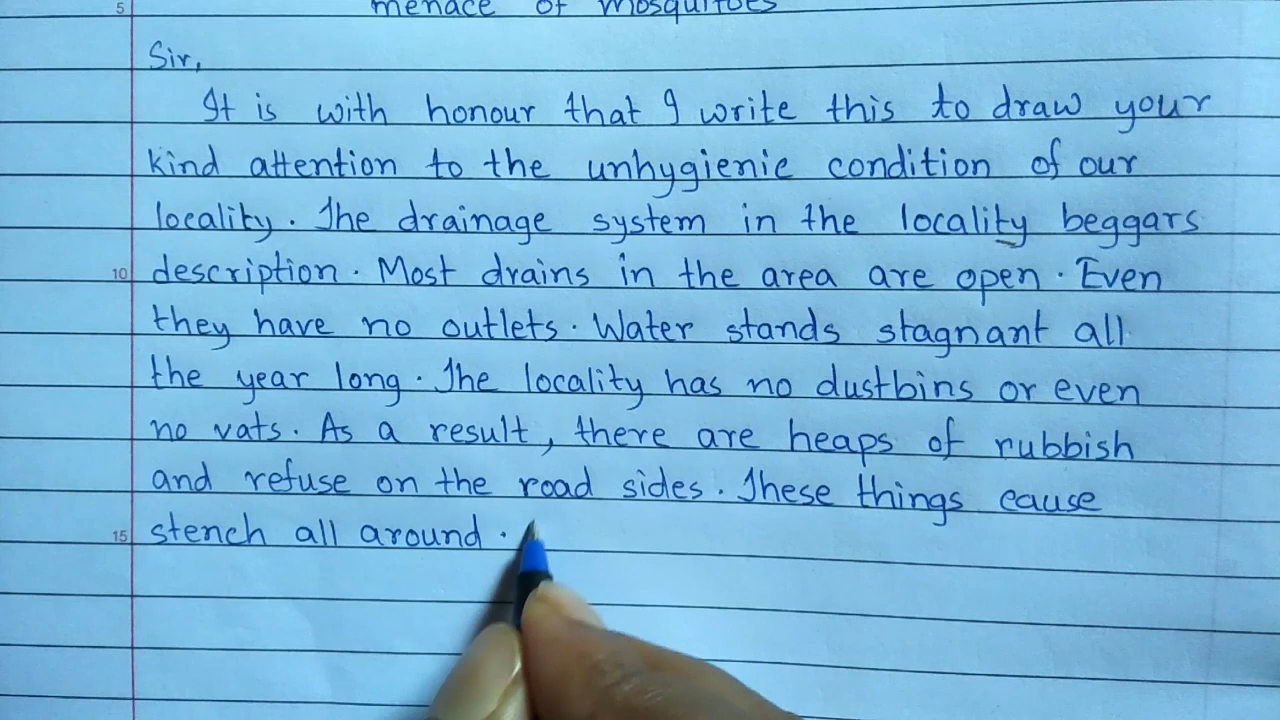 5
menace of mosquitoes
Sir,
It is with honour that I write this to draw your
kind attention to the unhygienic condition of our
locality. The drainage system in the locality beggars
10 description. Most drains in the area are open. Even
they have no outlets. Water stands stagnant all
the year long. The locality has no dustbins or even
no vats. As a result, there are heaps of rubbish
and refuse on the road sides. These things cause
15 stench all around.